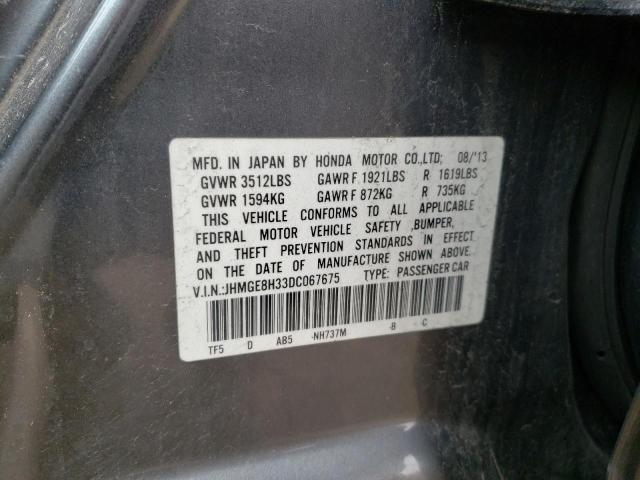 MFD. IN JAPAN BY HONDA MOTOR CO.,LTD; 08/'13
GVWR 3512LBS GAWR F 1921LBS R 1619LBS
GVWR 1594KG GAWR F 872KG R 735KG
THIS VEHICLE CONFORMS TO ALL APPLICABLE
FEDERAL MOTOR VEHICLE SAFETY ,BUMPER,
AND THEFT PREVENTION STANDARDS IN EFFECT
ON THE DATE OF MANUFACTURE SHOWN ABOVE.
V.I.N.:JHMGE8H33DC067675 TYPE: PASSENGER CAR
TF5 D AB5 -NH737M -B C